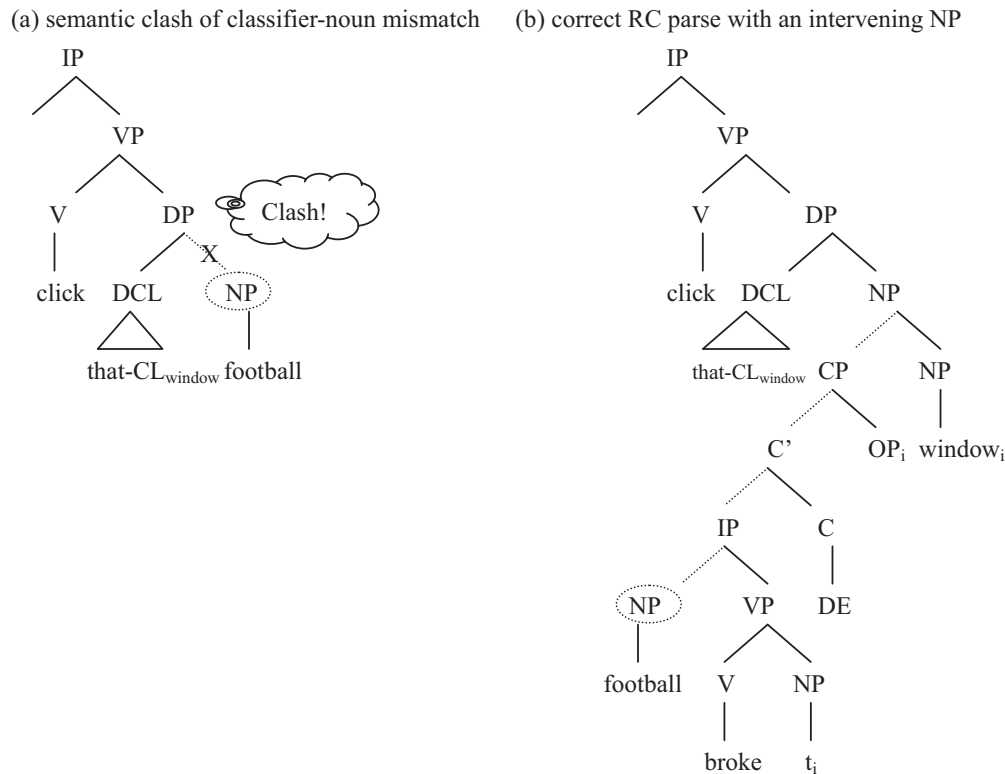 (a) semantic clash of classifier-noun mismatch (b) correct RC parse with an intervening NP
IP IP
VP VP
V DP Clash! V DP
X
click DCL NP click DCL NP
that-CLwindow football that-CLwindow CP NP
C’ OPi windowi
IP C
NP VP DE
football V NP
broke ti